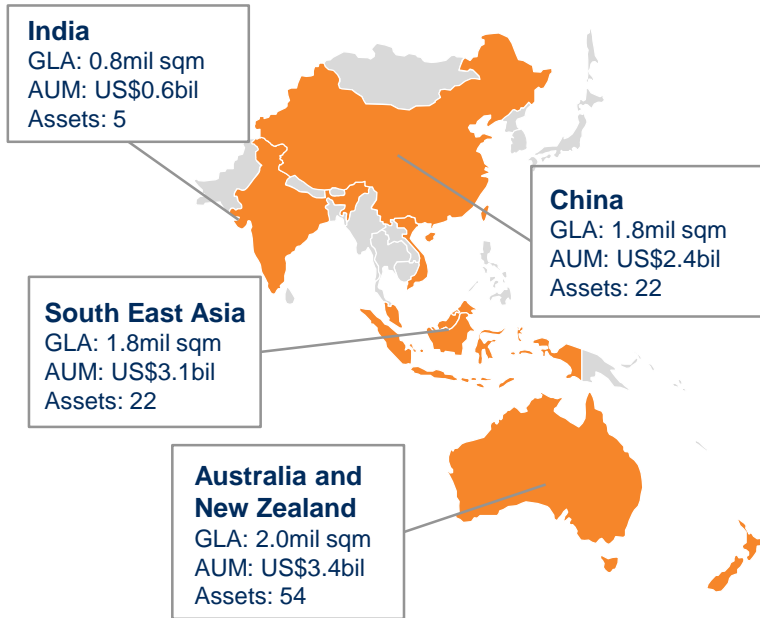 India
GLA: 0.8mil sqm
AUM: US$0.6bil
Assets: 5
China
GLA: 1.8mil sqm
AUM: US$2.4bil
Assets: 22
South East Asia
GLA: 1.8mil sqm
AUM: US$3.1bil
Assets: 22
Australia and
New Zealand
GLA: 2.0mil sqm
AUM: US$3.4bil
Assets: 54